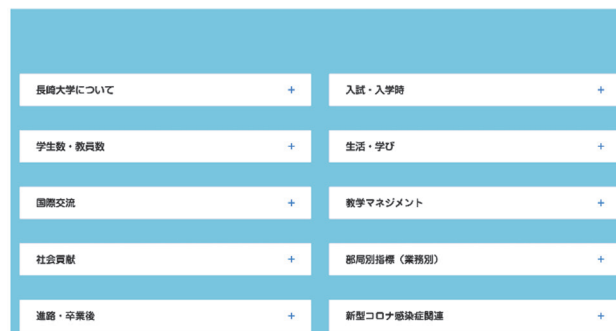 長崎大学について +
入試・入学時 +
学生数・教員数 +
生活・学び +
国際交流 +
教学マネジメント +
社会貢献 +
部局別指標（業務別） +
進路・卒業後 +
新型コロナ感染症関連 +